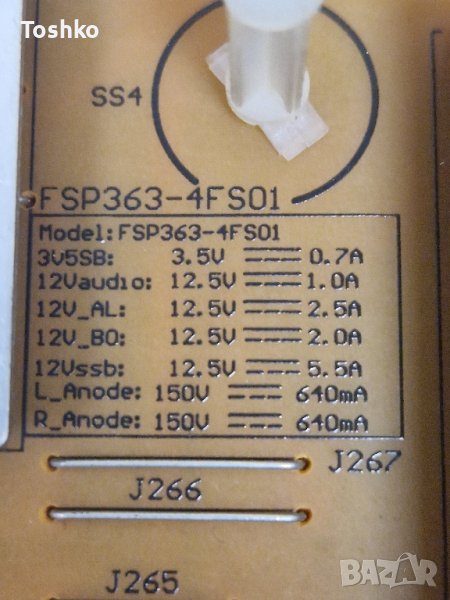 Toshko
SS4
FSP363-4FS01
Model:FSP363-4FS01
3V5SB: 3.5V 0.7A
12Vaudio: 12.5V 1.0A
12V_AL: 12.5V 2.5A
12V_BO: 12.5V 2.0A
12Vssb: 12.5V 5.5A
L_Anode: 150V 640mA
R_Anode: 150V 640mA
J267
J266
J265
BAZAR